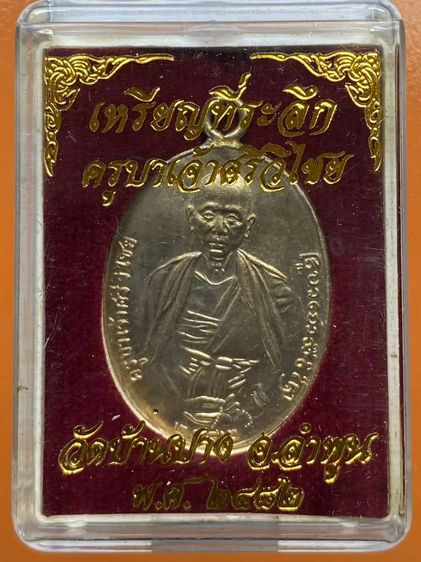 เหรียญที่ระลึก
ครูบาเจ้าศรีวิไชย
วัดบ้านปาง จ.ลำพูน
พ.ศ. ๒๔๘๒